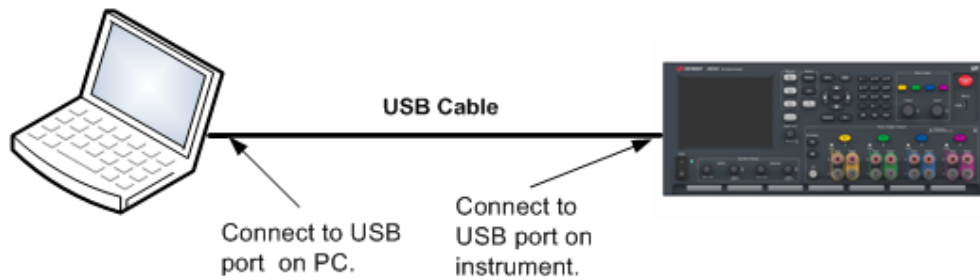 USB Cable
Connect to USB
port on PC.
Connect to
USB port on
instrument.